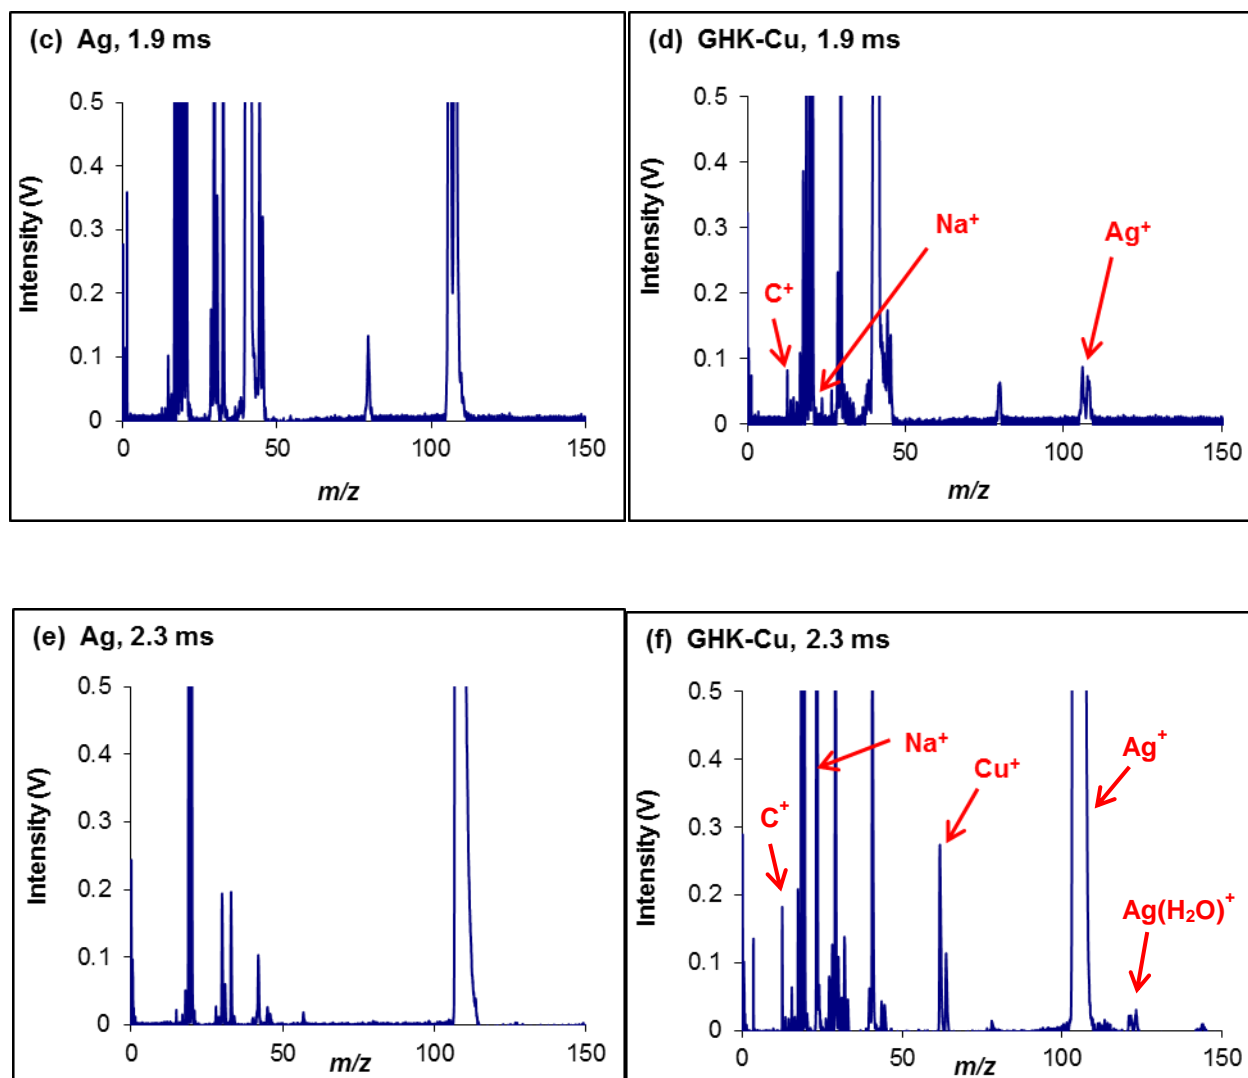 (c) Ag, 1.9 ms
Intensity (V)
0.5
0.4
0.3
0.2
0.1
0
0
50
100
150
m/z
(d) GHK-Cu, 1.9 ms
Intensity (V)
0.5
0.4
0.3
0.2
0.1
0
C⁺
Na⁺
Ag⁺
0
50
100
150
m/z
(e) Ag, 2.3 ms
Intensity (V)
0.5
0.4
0.3
0.2
0.1
0
0
50
100
150
m/z
(f) GHK-Cu, 2.3 ms
Intensity (V)
0.5
0.4
0.3
0.2
0.1
0
C⁺
Na⁺
Cu⁺
Ag⁺
Ag(H₂O)⁺
0
50
100
150
m/z